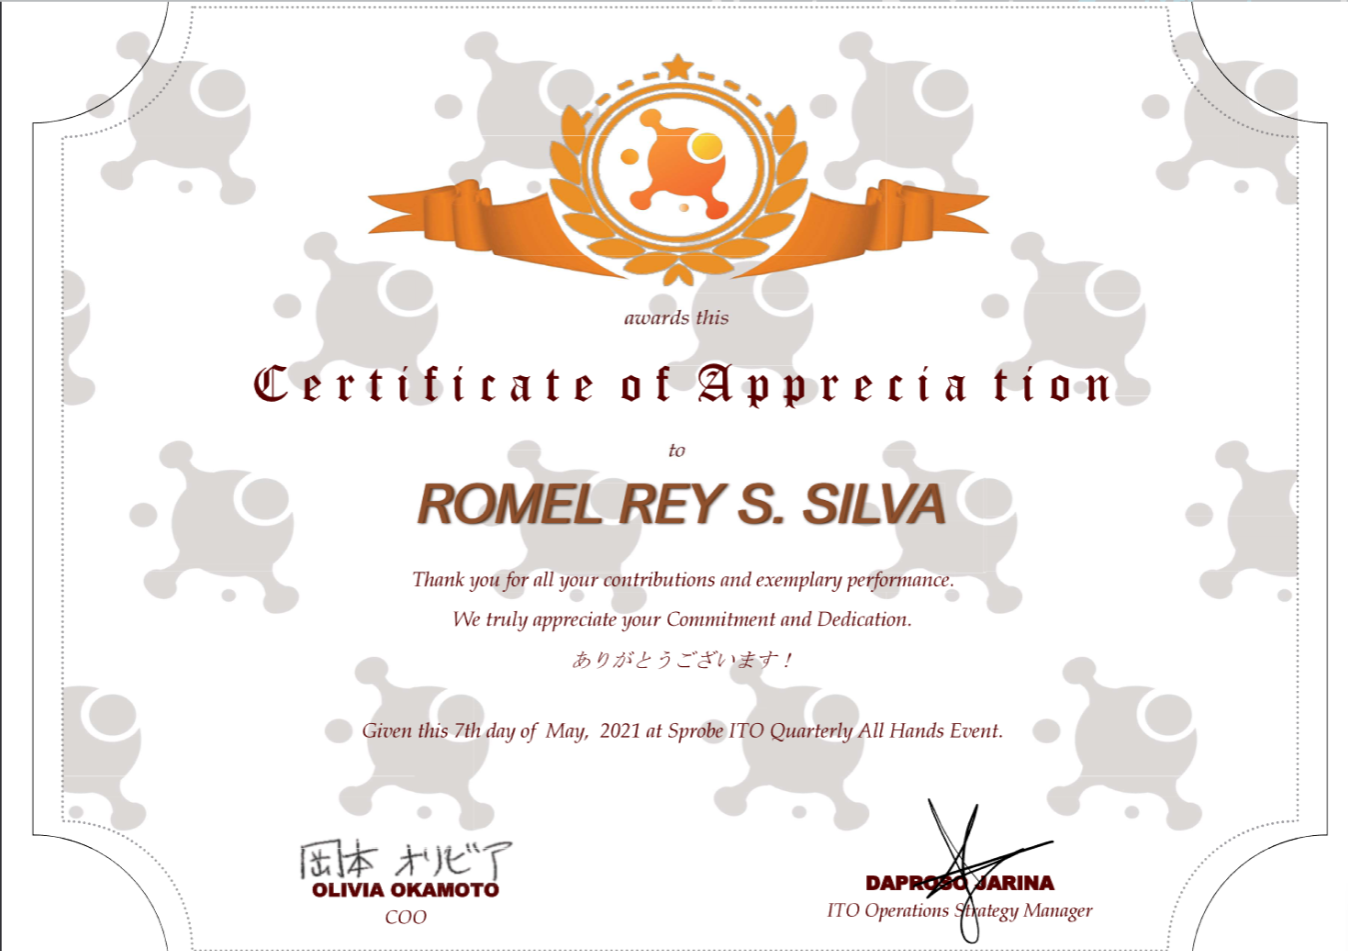 awards this
Certificate of Appreciation
to
ROMEL REY S. SILVA
Thank you for all your contributions and exemplary performance.
We truly appreciate your Commitment and Dedication.
ありがとうございます！
Given this 7th day of May, 2021 at Sprobe ITO Quarterly All Hands Event.
岡本 オリビア
OLIVIA OKAMOTO
COO
DAPROSO JARINA
ITO Operations Strategy Manager